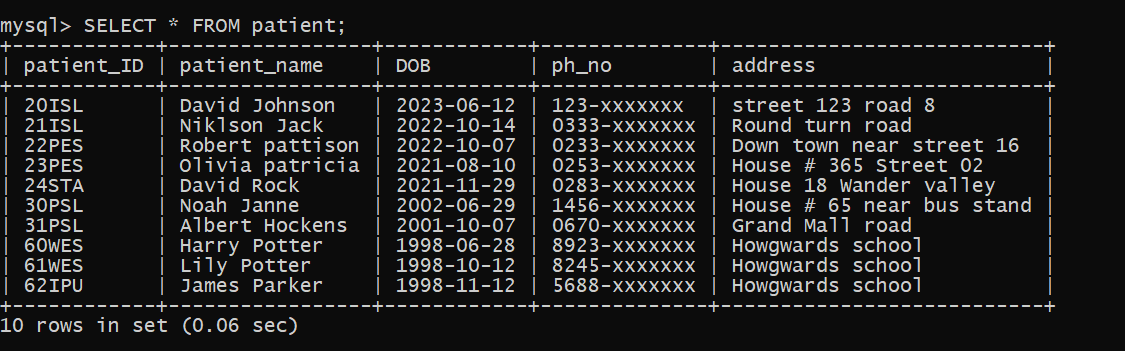 mysql> SELECT * FROM patient;
+------------+-----------------+------------+--------------+---------------------------+
| patient_ID | patient_name    | DOB        | ph_no        | address                   |
+------------+-----------------+------------+--------------+---------------------------+
| 20ISL      | David Johnson   | 2023-06-12 | 123-xxxxxxx  | street 123 road 8         |
| 21ISL      | Niklson Jack    | 2022-10-14 | 0333-xxxxxxx | Round turn road           |
| 22PES      | Robert pattison | 2022-10-07 | 0233-xxxxxxx | Down town near street 16  |
| 23PES      | Olivia patricia | 2021-08-10 | 0253-xxxxxxx | House # 365 Street 02     |
| 24STA      | David Rock      | 2021-11-29 | 0283-xxxxxxx | House 18 Wander valley    |
| 30PSL      | Noah Janne      | 2002-06-29 | 1456-xxxxxxx | House # 65 near bus stand |
| 31PSL      | Albert Hockens  | 2001-10-07 | 0670-xxxxxxx | Grand Mall road           |
| 60WES      | Harry Potter    | 1998-06-28 | 8923-xxxxxxx | Howgwards school          |
| 61WES      | Lily Potter     | 1998-10-12 | 8245-xxxxxxx | Howgwards school          |
| 62IPU      | James Parker    | 1998-11-12 | 5688-xxxxxxx | Howgwards school          |
+------------+-----------------+------------+--------------+---------------------------+
10 rows in set (0.06 sec)